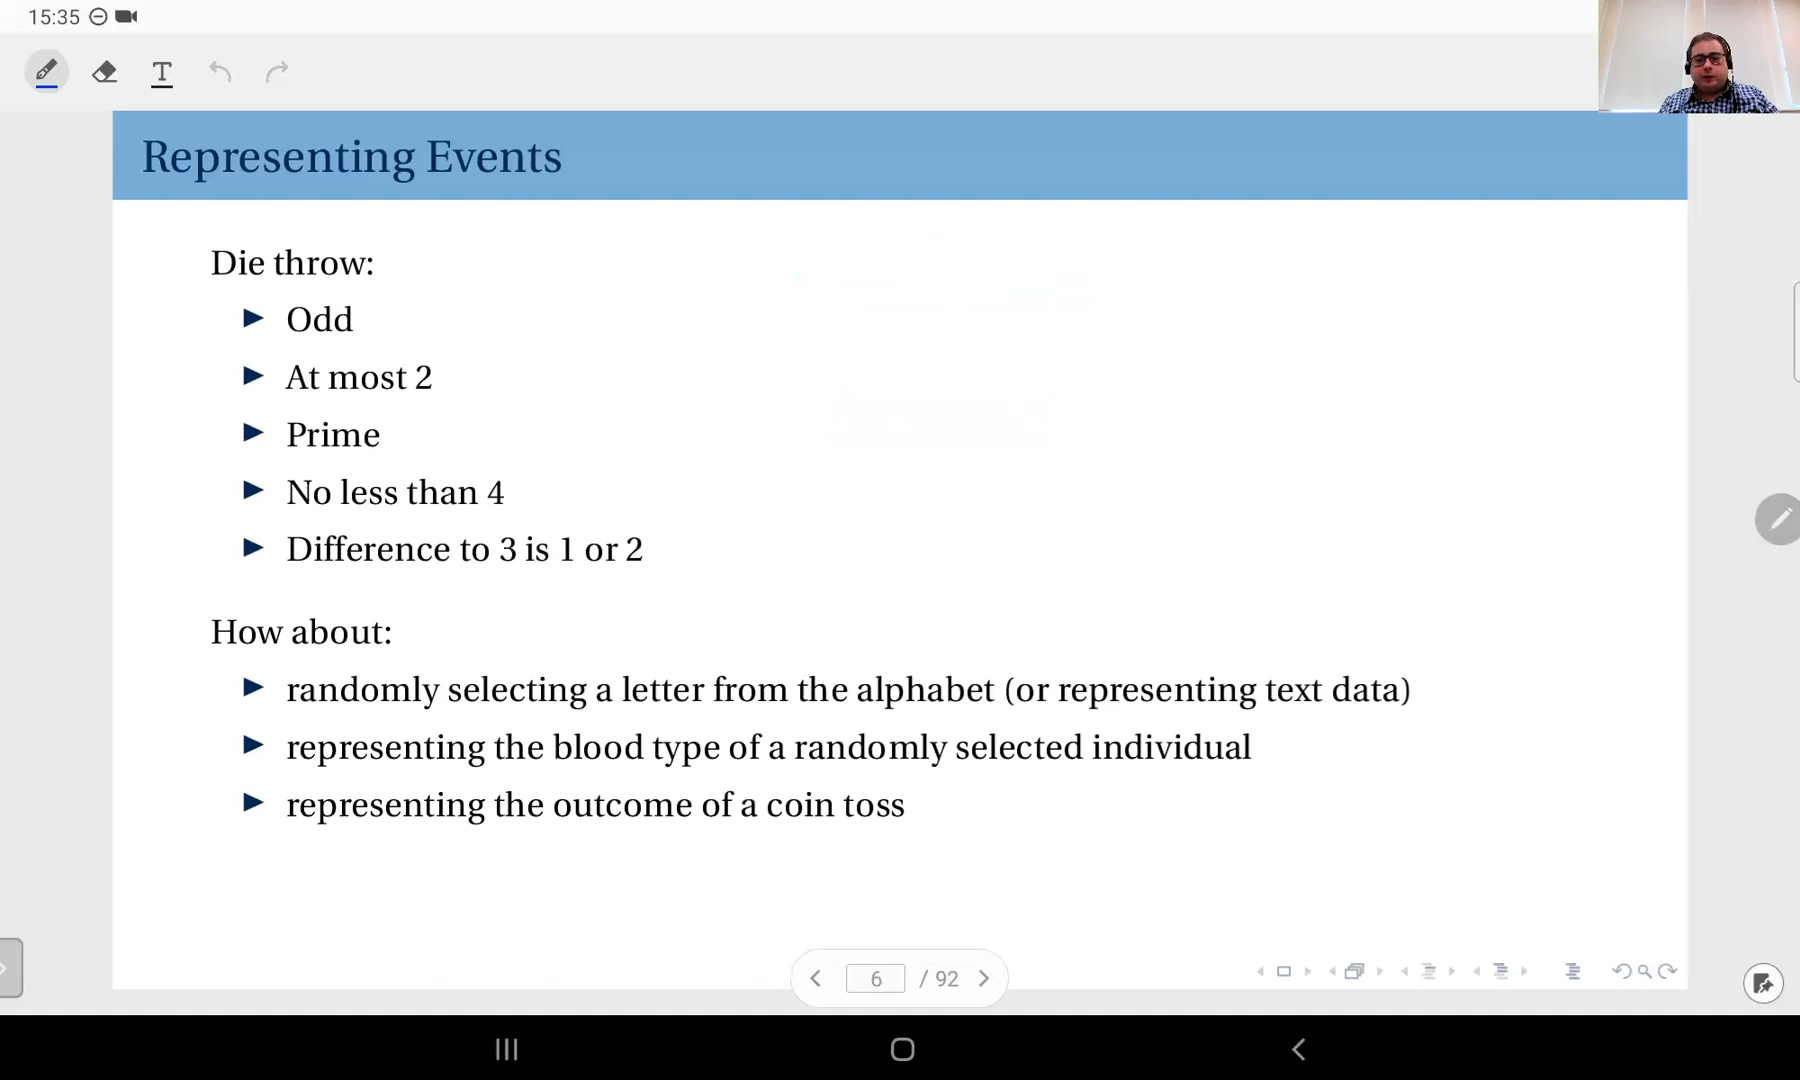 15:35
T
Representing Events
Die throw:
Odd
At most 2
Prime
No less than 4
Difference to 3 is 1 or 2
How about:
randomly selecting a letter from the alphabet (or representing text data)
representing the blood type of a randomly selected individual
representing the outcome of a coin toss
6 / 92